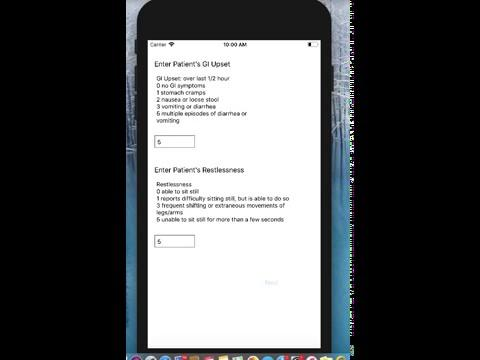 Carrier 10:00 AM
Enter Patient's GI Upset
GI Upset: over last 1/2 hour
0 no GI symptoms
1 stomach cramps
2 nausea or loose stool
3 vomiting or diarrhea
5 multiple episodes of diarrhea or
vomiting
5
Enter Patient's Restlessness
Restlessness
0 able to sit still
1 reports difficulty sitting still, but is able to do so
3 frequent shifting or extraneous movements of
legs/arms
5 unable to sit still for more than a few seconds
5
Next